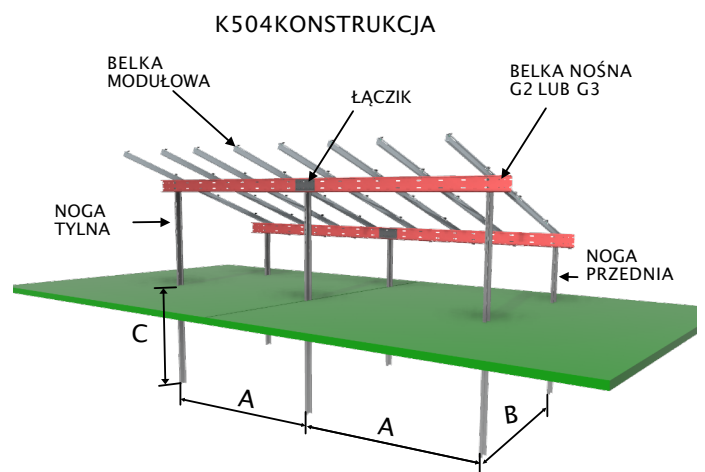 K504KONSTRUKCJA
BELKA
MODUŁOWA
ŁĄCZIK
BELKA NOŚNA
G2 LUB G3
NOGA
TYLNA
NOGA
PRZEDNIA
C
A
A
B